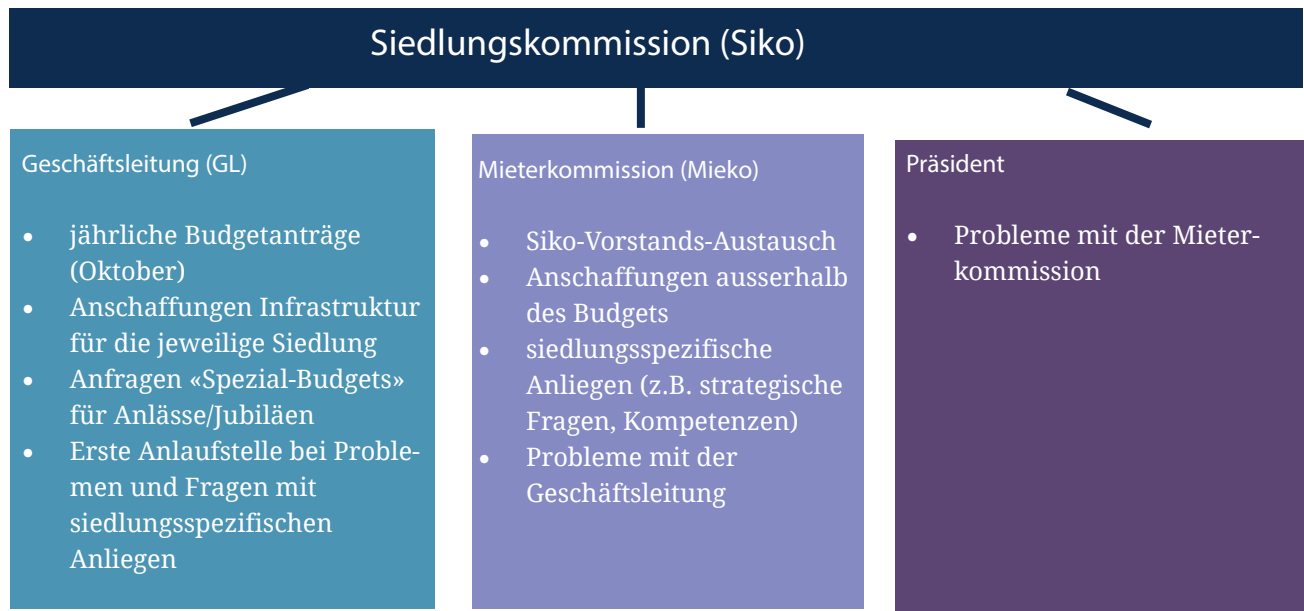 Siedlungskommission (Siko)
Geschäftsleitung (GL)
• jährliche Budgetanträge
(Oktober)
• Anschaffungen Infrastruktur
für die jeweilige Siedlung
• Anfragen «Spezial-Budgets»
für Anlässe/Jubiläen
• Erste Anlaufstelle bei Proble-
men und Fragen mit
siedlungsspezifischen
Anliegen
Mieterkommission (Mieko)
• Siko-Vorstands-Austausch
• Anschaffungen ausserhalb
des Budgets
• siedlungsspezifische
Anliegen (z.B. strategische
Fragen, Kompetenzen)
• Probleme mit der
Geschäftsleitung
Präsident
• Probleme mit der Mieter-
kommission